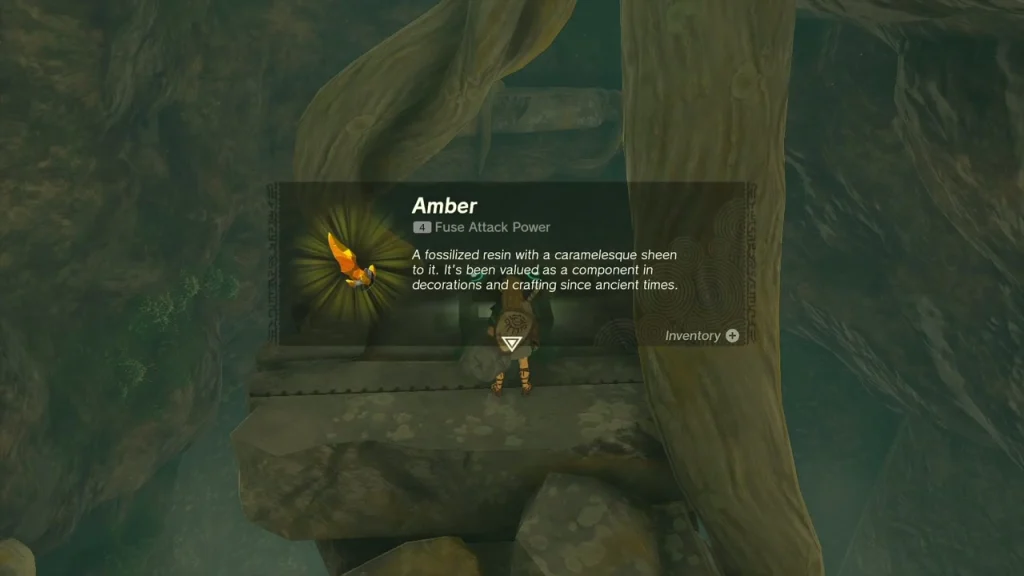 Amber
4 Fuse Attack Power
A fossilized resin with a caramelesque sheen
to it. It's been valued as a component in
decorations and crafting since ancient times.
Inventory +